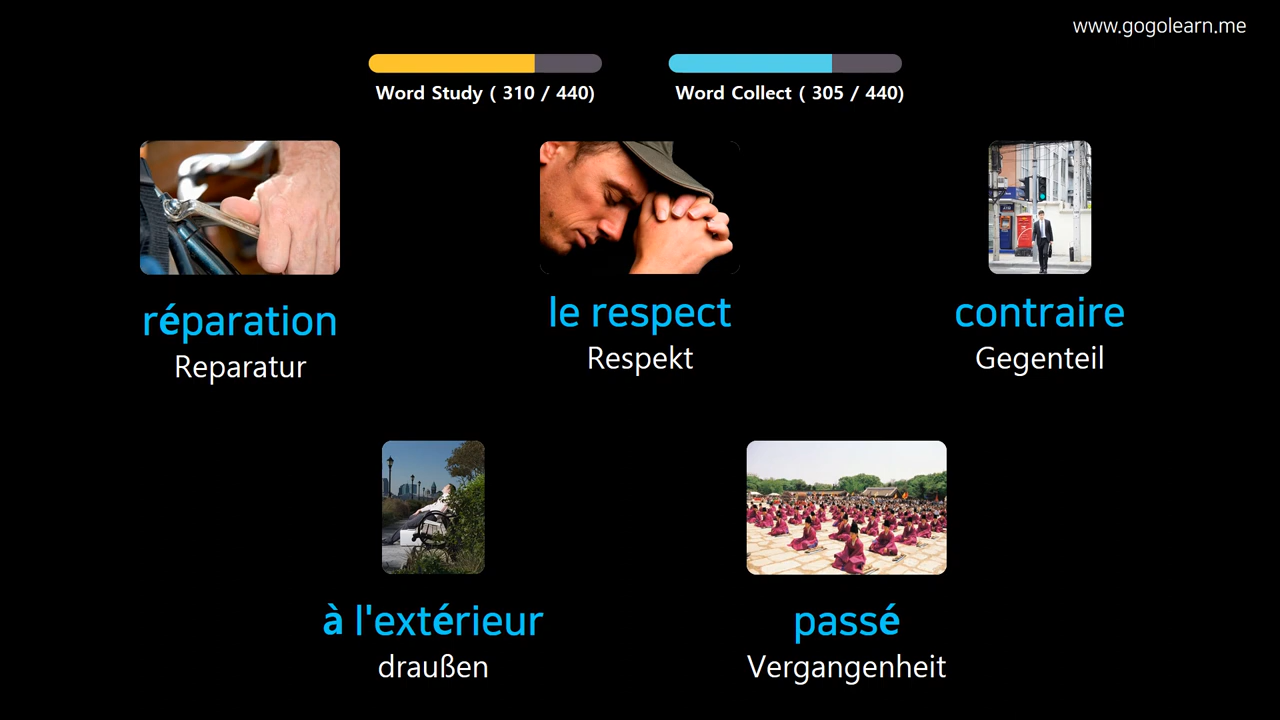 www.gogolearn.me
Word Study ( 310 / 440)
Word Collect ( 305 / 440)
réparation
Reparatur
le respect
Respekt
contraire
Gegenteil
à l'extérieur
draußen
passé
Vergangenheit